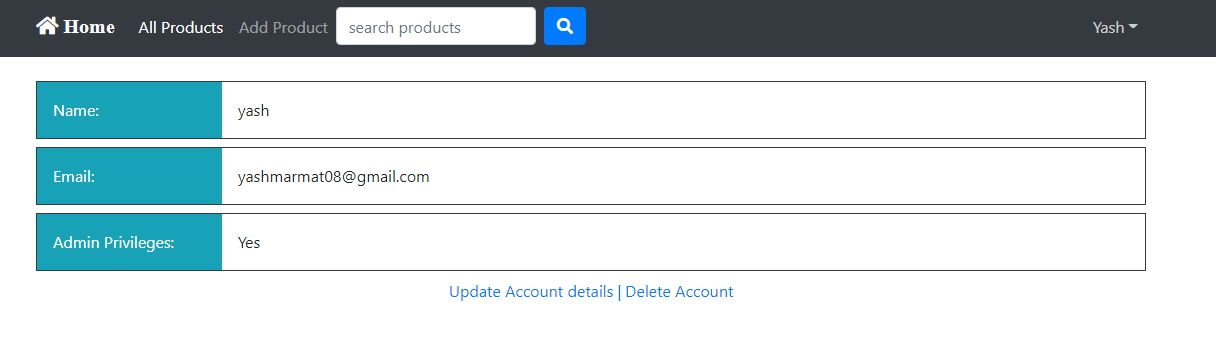 Home All Products Add Product search products Yash
Name: yash
Email: yashmarmat08@gmail.com
Admin Privileges: Yes
Update Account details | Delete Account